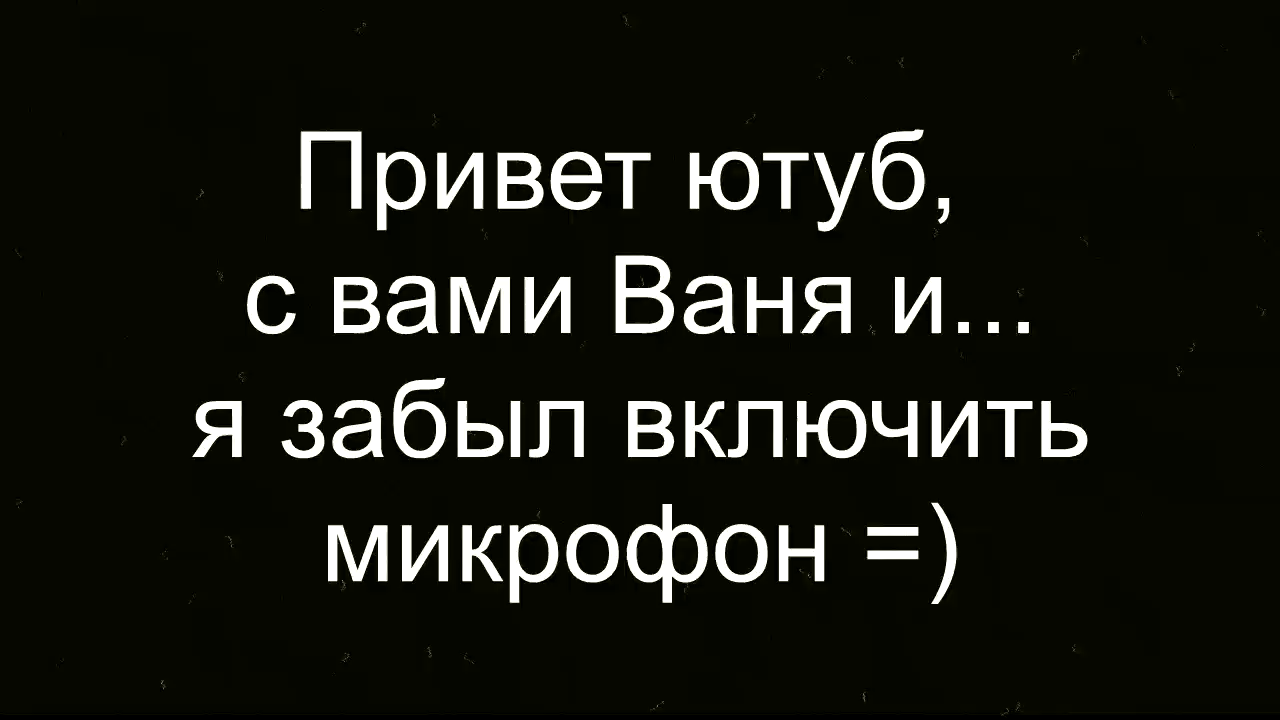 Привет ютуб,
с вами Ваня и...
я забыл включить
микрофон =)